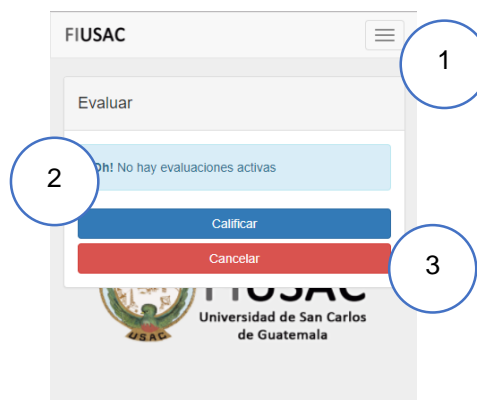 FIUSAC
1
Evaluar
2
Oh! No hay evaluaciones activas
Calificar
Cancelar
3
FIUSAC
Universidad de San Carlos
de Guatemala
USAC